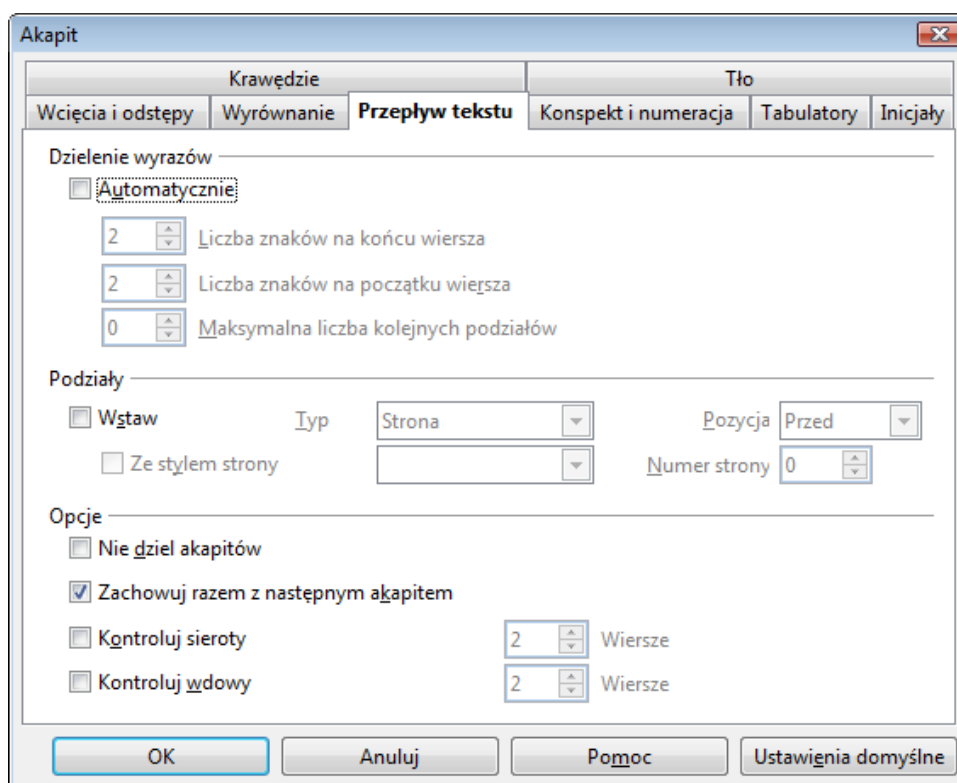 Akapit
Krawędzie Tło
Wcięcia i odstępy Wyrównanie Przepływ tekstu Konspekt i numeracja Tabulatory Inicjały
Dzielenie wyrazów
Automatycznie
2 Liczba znaków na końcu wiersza
2 Liczba znaków na początku wiersza
0 Maksymalna liczba kolejnych podziałów
Podziały
Wstaw Typ Strona Pozycja Przed
Ze stylem strony Numer strony 0
Opcje
Nie dziel akapitów
Zachowuj razem z następnym akapitem
Kontroluj sieroty 2 Wiersze
Kontroluj wdowy 2 Wiersze
OK Anuluj Pomoc Ustawienia domyślne